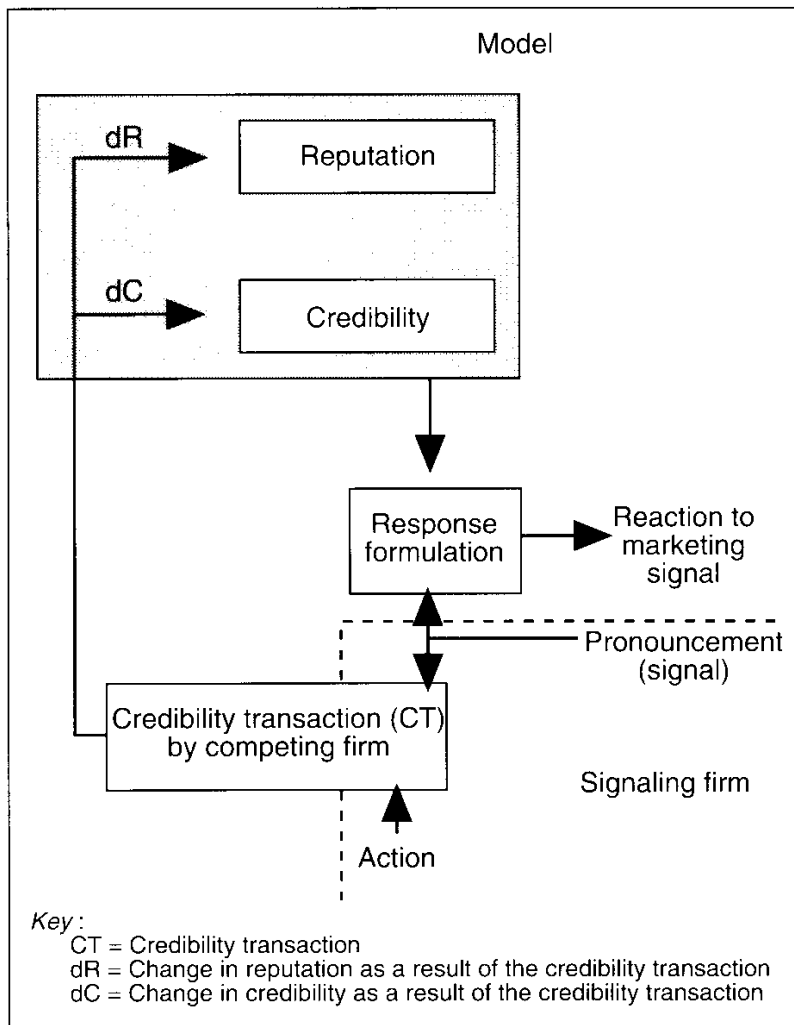 Model
dR
Reputation
dC
Credibility
Response
formulation
Reaction to
marketing
signal
Pronouncement
(signal)
Credibility transaction (CT)
by competing firm
Signaling firm
Action
Key :
CT = Credibility transaction
dR = Change in reputation as a result of the credibility transaction
dC = Change in credibility as a result of the credibility transaction